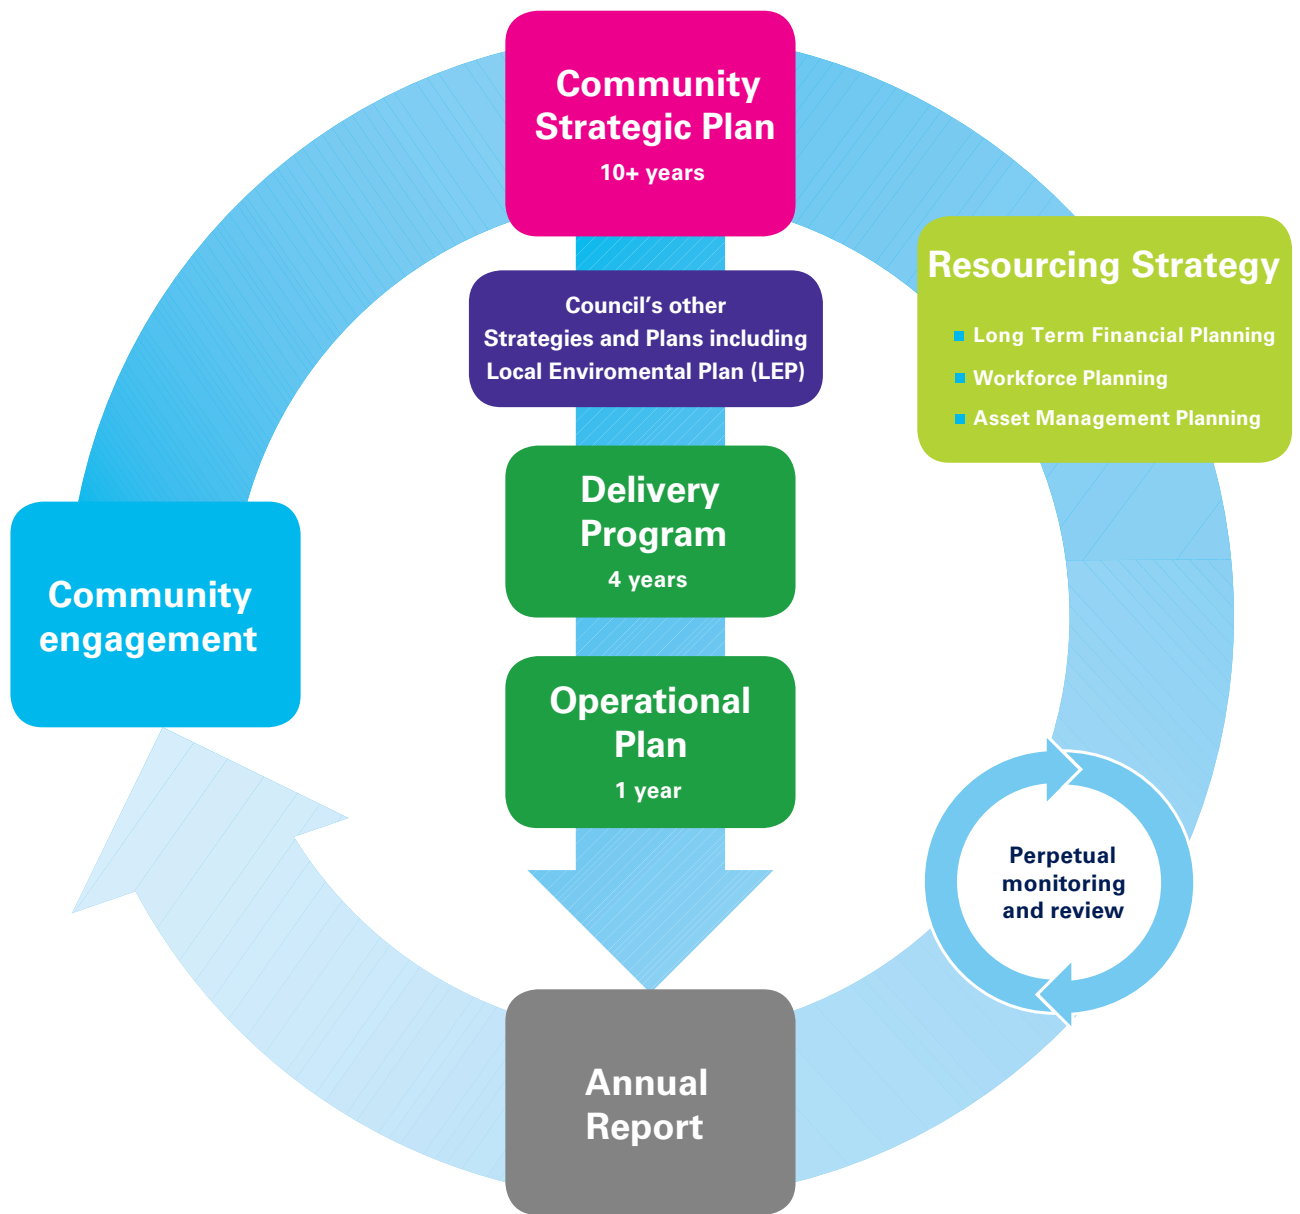 Community
Strategic Plan
10+ years
Council’s other
Strategies and Plans including
Local Enviromental Plan (LEP)
Resourcing Strategy
Long Term Financial Planning
Workforce Planning
Asset Management Planning
Delivery
Program
4 years
Community
engagement
Operational
Plan
1 year
Perpetual
monitoring
and review
Annual
Report